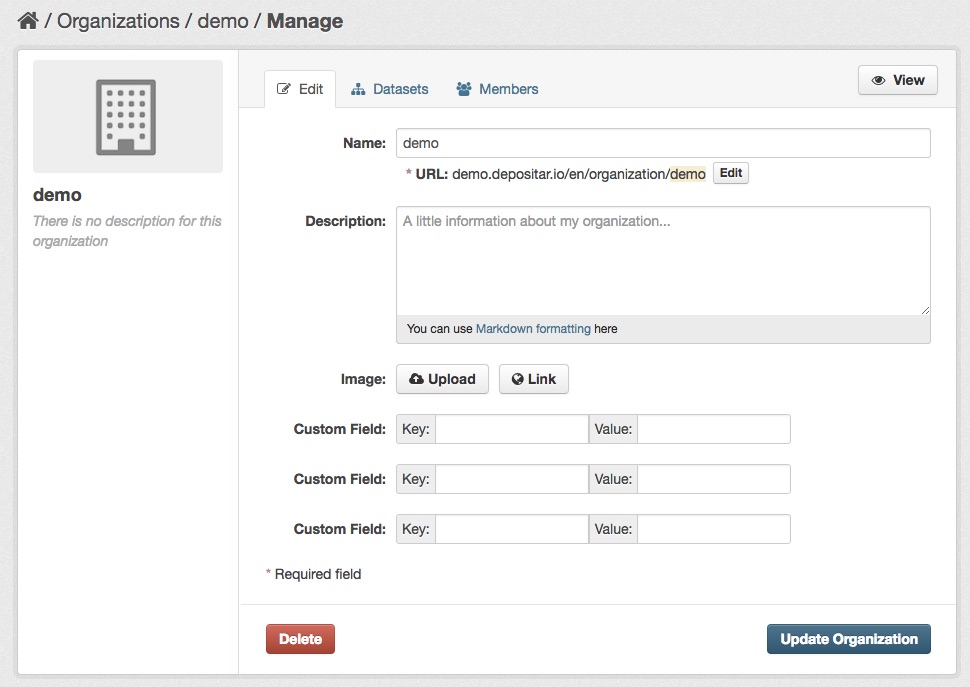 / Organizations / demo / Manage
demo
There is no description for this
organization
Edit
Datasets
Members
View
Name: demo
* URL: demo.depositar.io/en/organization/demo Edit
Description: A little information about my organization...
You can use Markdown formatting here
Image: Upload Link
Custom Field: Key: Value:
Custom Field: Key: Value:
Custom Field: Key: Value:
* Required field
Delete
Update Organization